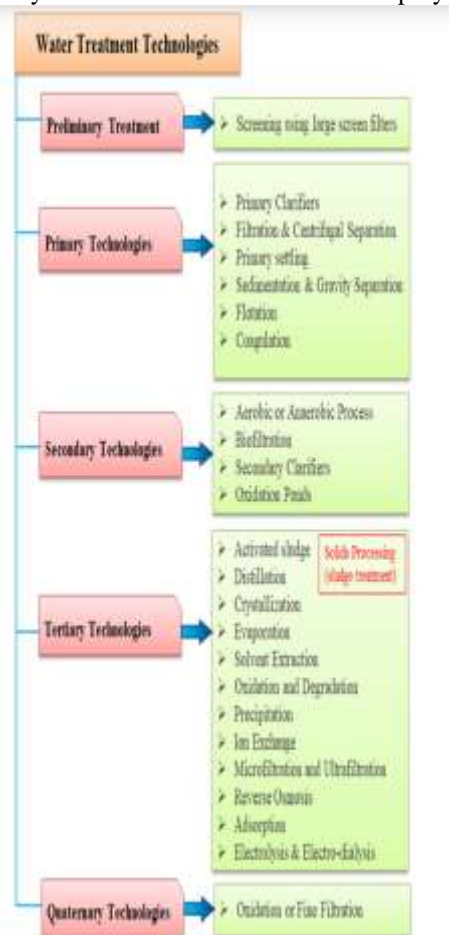 Water Treatment Technologies
Preliminary Treatment
➢ Screening using large screen filters
Primary Technologies
➢ Primary Clarifiers
➢ Filtration & Centrifugal Separation
➢ Primary settling
➢ Sedimentation & Gravity Separation
➢ Flotation
➢ Coagulation
Secondary Technologies
➢ Aerobic or Anaerobic Process
➢ Biofiltration
➢ Secondary Clarifiers
➢ Oxidation Ponds
Tertiary Technologies
➢ Activated sludge
Solids Processing
(sludge treatment)
➢ Distillation
➢ Crystallization
➢ Evaporation
➢ Solvent Extraction
➢ Oxidation and Degradation
➢ Precipitation
➢ Ion Exchange
➢ Microfiltration and Ultrafiltration
➢ Reverse Osmosis
➢ Adsorption
➢ Electrolysis & Electro-dialysis
Quaternary Technologies
➢ Oxidation or Fine Filtration